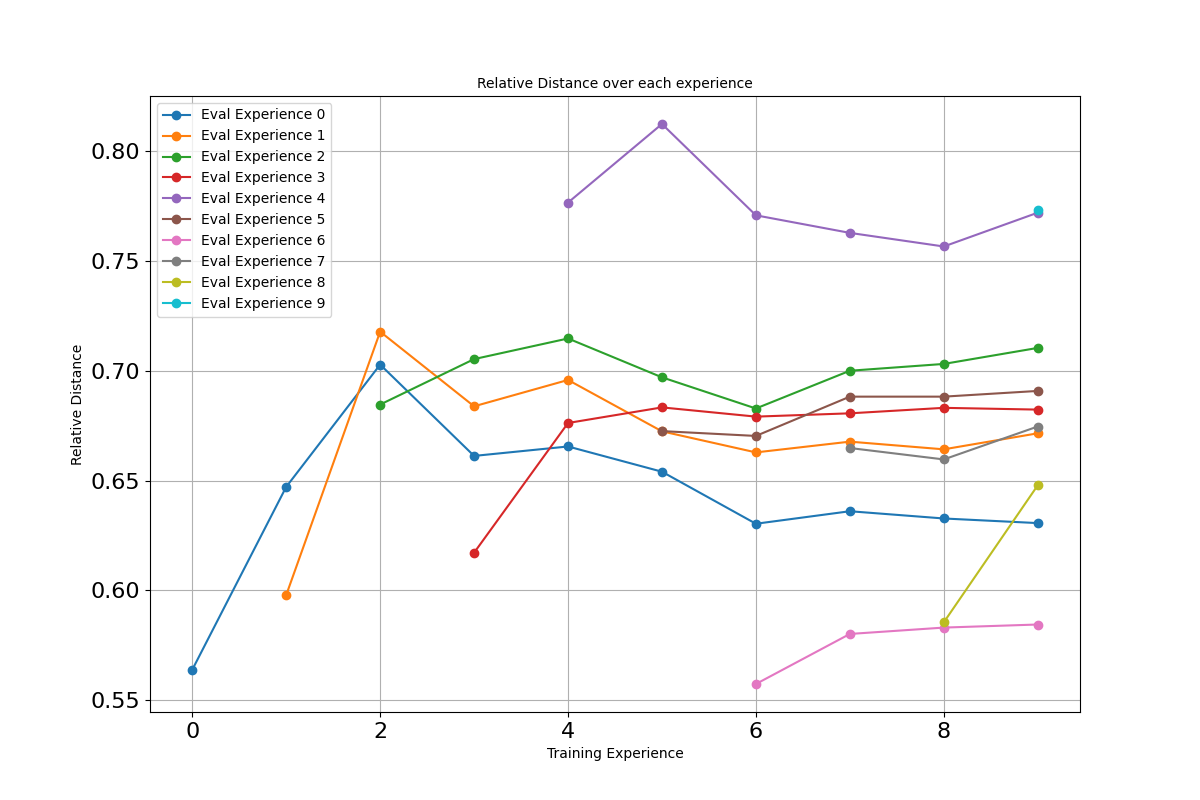 Relative Distance over each experience
Eval Experience 0
Eval Experience 1
Eval Experience 2
Eval Experience 3
Eval Experience 4
Eval Experience 5
Eval Experience 6
Eval Experience 7
Eval Experience 8
Eval Experience 9
0.80
0.75
0.70
0.65
0.60
0.55
Relative Distance
0 2 4 6 8
Training Experience